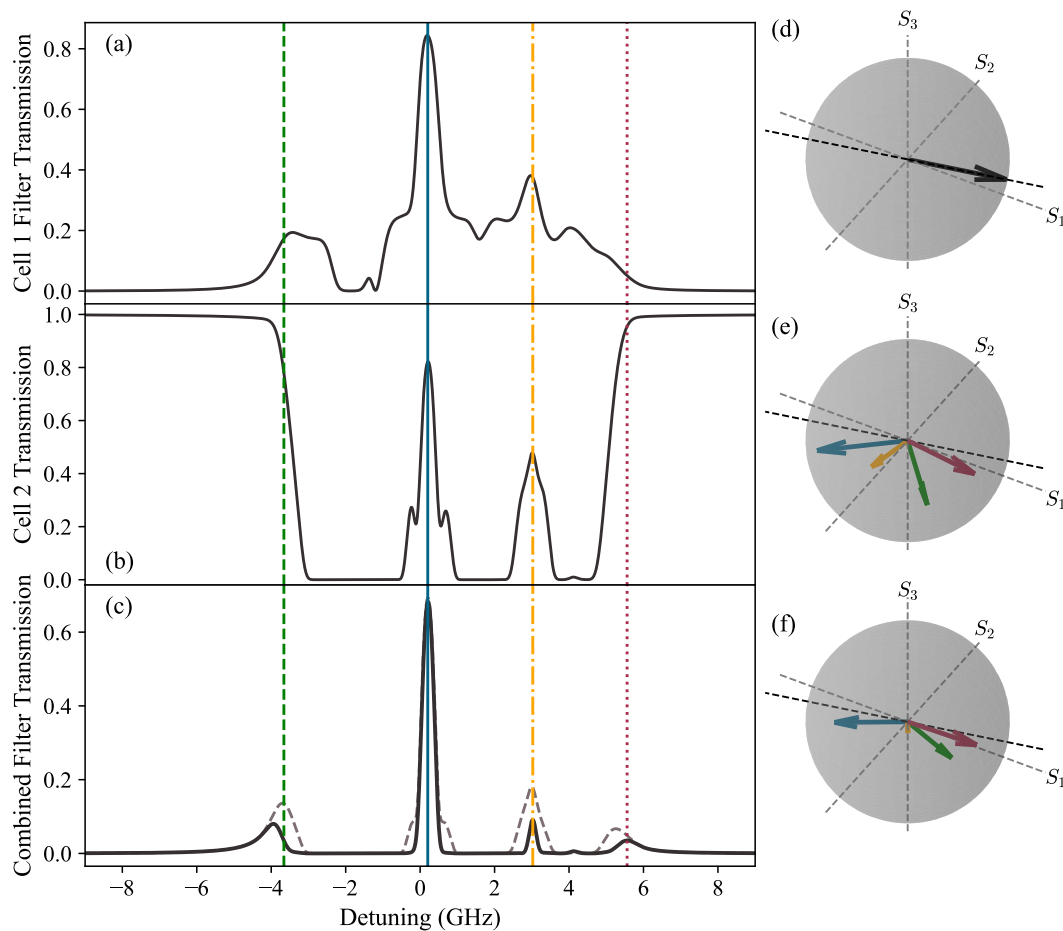 (a)
Cell 1 Filter Transmission
0.8
0.6
0.4
0.2
0.0
(b)
Cell 2 Transmission
1.0
0.8
0.6
0.4
0.2
0.0
(c)
Combined Filter Transmission
0.6
0.4
0.2
0.0
−8 −6 −4 −2 0 2 4 6 8
Detuning (GHz)
(d)
S3
S2
S1
(e)
S3
S2
S1
(f)
S3
S2
S1